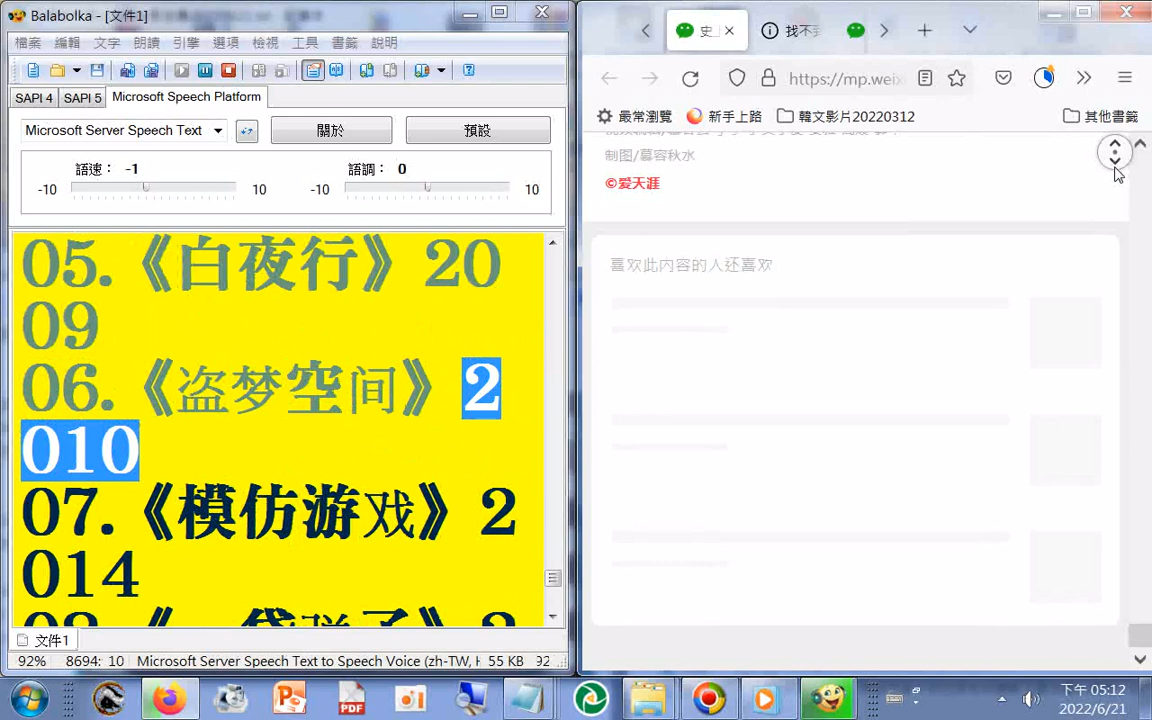 Balabolka - [文件1]
檔案 編輯 文字 朗讀 引擎 選項 檢視 工具 書籤 說明
SAPI 4 SAPI 5 Microsoft Speech Platform
Microsoft Server Speech Text 關於 預設
語速： -1 語調： 0
-10 10 -10 10
05.《白夜行》20
09
06.《盗梦空间》2
010
07.《模仿游戏》2
014
文件1
92% 8694: 10 Microsoft Server Speech Text to Speech Voice (zh-TW, H 55 KB 92
史 找不
https://mp.weix
最常瀏覽 新手上路 韓文影片20220312 其他書籤
制图/慕容秋水
©爱天涯
喜欢此内容的人还喜欢
PDF
下午 05:12
2022/6/21